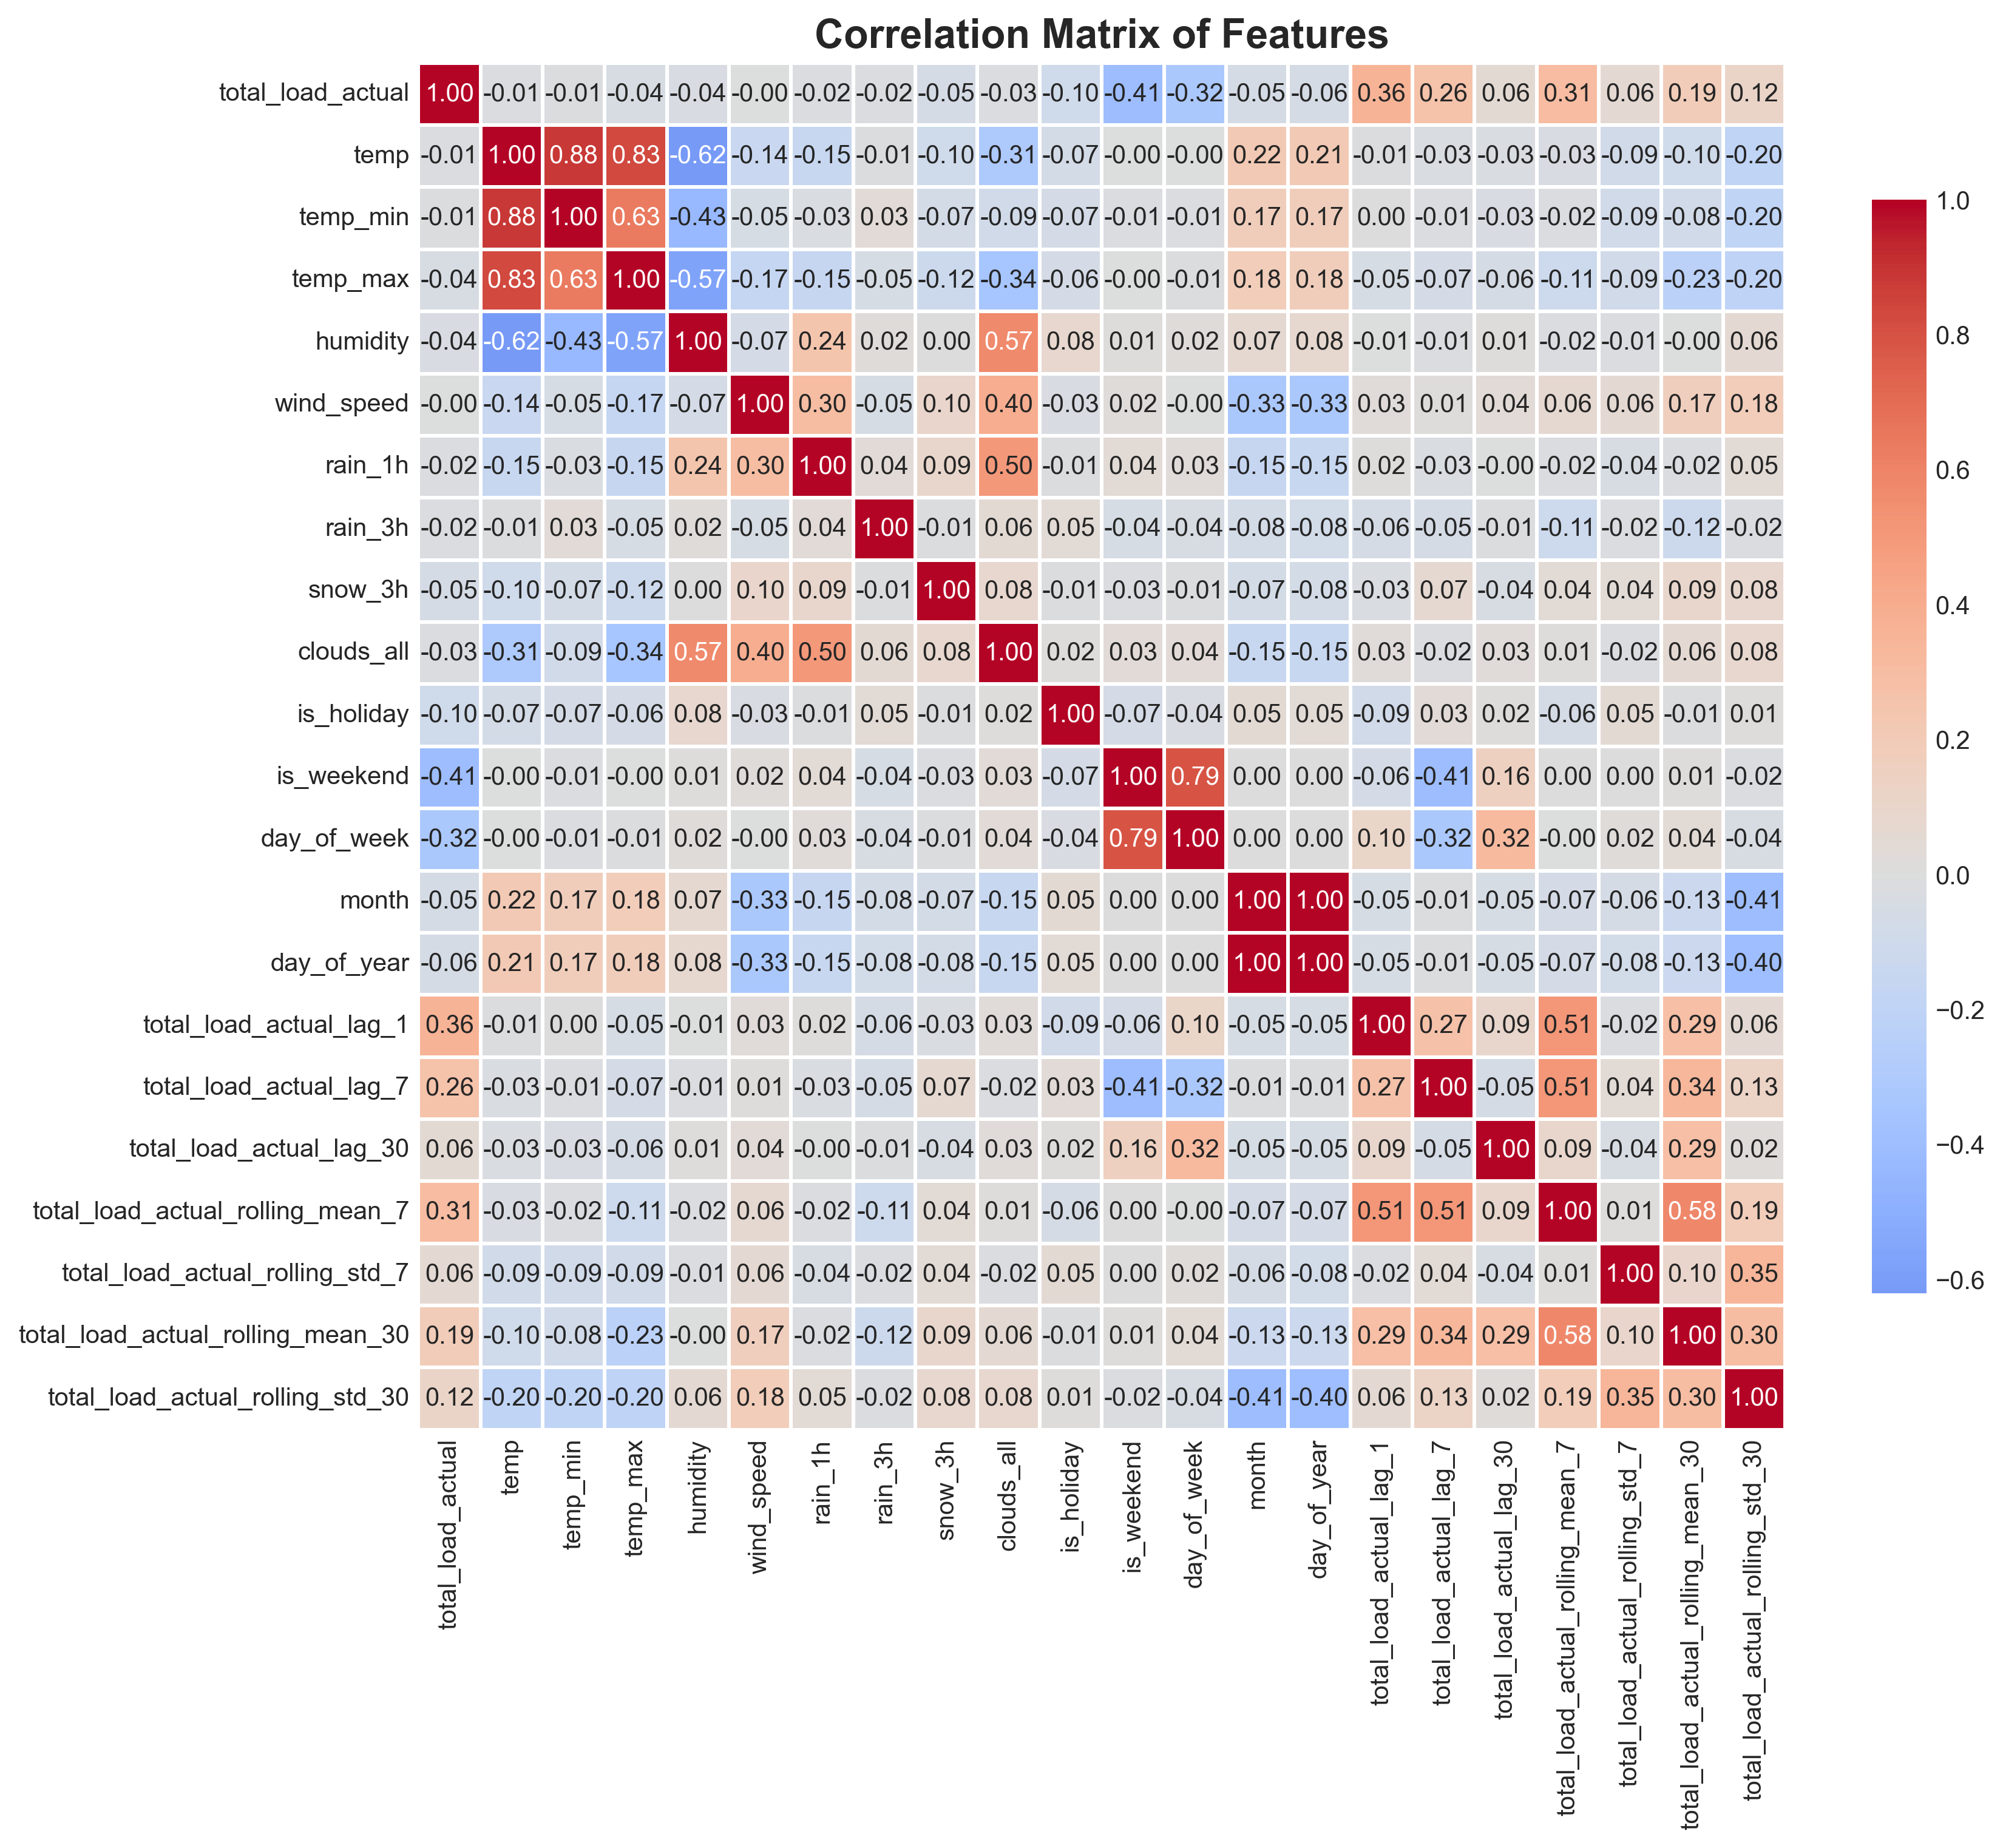 Correlation Matrix of Features
total_load_actual 1.00 -0.01 -0.01 -0.04 -0.04 -0.00 -0.02 -0.02 -0.05 -0.03 -0.10 -0.41 -0.32 -0.05 -0.06 0.36 0.26 0.06 0.31 0.06 0.19 0.12
temp -0.01 1.00 0.88 0.83 -0.62 -0.14 -0.15 -0.01 -0.10 -0.31 -0.07 -0.00 -0.00 0.22 0.21 -0.01 -0.03 -0.03 -0.03 -0.09 -0.10 -0.20
temp_min -0.01 0.88 1.00 0.63 -0.43 -0.05 -0.03 0.03 -0.07 -0.09 -0.07 -0.01 -0.01 0.17 0.17 0.00 -0.01 -0.03 -0.02 -0.09 -0.08 -0.20
temp_max -0.04 0.83 0.63 1.00 -0.57 -0.17 -0.15 -0.05 -0.12 -0.34 -0.06 -0.00 -0.01 0.18 0.18 -0.05 -0.07 -0.06 -0.11 -0.09 -0.23 -0.20
humidity -0.04 -0.62 -0.43 -0.57 1.00 -0.07 0.24 0.02 0.00 0.57 0.08 0.01 0.02 0.07 0.08 -0.01 -0.01 0.01 -0.02 -0.01 -0.00 0.06
wind_speed -0.00 -0.14 -0.05 -0.17 -0.07 1.00 0.30 -0.05 0.10 0.40 -0.03 0.02 -0.00 -0.33 -0.33 0.03 0.01 0.04 0.06 0.06 0.17 0.18
rain_1h -0.02 -0.15 -0.03 -0.15 0.24 0.30 1.00 0.04 0.09 0.50 -0.01 0.04 0.03 -0.15 -0.15 0.02 -0.03 -0.00 -0.02 -0.04 -0.02 0.05
rain_3h -0.02 -0.01 0.03 -0.05 0.02 -0.05 0.04 1.00 -0.01 0.06 0.05 -0.04 -0.04 -0.08 -0.08 -0.06 -0.05 -0.01 -0.11 -0.02 -0.12 -0.02
snow_3h -0.05 -0.10 -0.07 -0.12 0.00 0.10 0.09 -0.01 1.00 0.08 -0.01 -0.03 -0.01 -0.07 -0.08 -0.03 0.07 -0.04 0.04 0.04 0.09 0.08
clouds_all -0.03 -0.31 -0.09 -0.34 0.57 0.40 0.50 0.06 0.08 1.00 0.02 0.03 0.04 -0.15 -0.15 0.03 -0.02 0.03 0.01 -0.02 0.06 0.08
is_holiday -0.10 -0.07 -0.07 -0.06 0.08 -0.03 -0.01 0.05 -0.01 0.02 1.00 -0.07 -0.04 0.05 0.05 -0.09 0.03 0.02 -0.06 0.05 -0.01 0.01
is_weekend -0.41 -0.00 -0.01 -0.00 0.01 0.02 0.04 -0.04 -0.03 0.03 -0.07 1.00 0.79 0.00 0.00 -0.06 -0.41 0.16 0.00 0.00 0.01 -0.02
day_of_week -0.32 -0.00 -0.01 -0.01 0.02 -0.00 0.03 -0.04 -0.01 0.04 -0.04 0.79 1.00 0.00 0.00 0.10 -0.32 0.32 -0.00 0.02 0.04 -0.04
month -0.05 0.22 0.17 0.18 0.07 -0.33 -0.15 -0.08 -0.07 -0.15 0.05 0.00 0.00 1.00 1.00 -0.05 -0.01 -0.05 -0.07 -0.06 -0.13 -0.41
day_of_year -0.06 0.21 0.17 0.18 0.08 -0.33 -0.15 -0.08 -0.08 -0.15 0.05 0.00 0.00 1.00 1.00 -0.05 -0.01 -0.05 -0.07 -0.08 -0.13 -0.40
total_load_actual_lag_1 0.36 -0.01 0.00 -0.05 -0.01 0.03 0.02 -0.06 -0.03 0.03 -0.09 -0.06 0.10 -0.05 -0.05 1.00 0.27 0.09 0.51 -0.02 0.29 0.06
total_load_actual_lag_7 0.26 -0.03 -0.01 -0.07 -0.01 0.01 -0.03 -0.05 0.07 -0.02 0.03 -0.41 -0.32 -0.01 -0.01 0.27 1.00 -0.05 0.51 0.04 0.34 0.13
total_load_actual_lag_30 0.06 -0.03 -0.03 -0.06 0.01 0.04 -0.00 -0.01 -0.04 0.03 0.02 0.16 0.32 -0.05 -0.05 0.09 -0.05 1.00 0.09 -0.04 0.29 0.02
total_load_actual_rolling_mean_7 0.31 -0.03 -0.02 -0.11 -0.02 0.06 -0.02 -0.11 0.04 0.01 -0.06 0.00 -0.00 -0.07 -0.07 0.51 0.51 0.09 1.00 0.01 0.58 0.19
total_load_actual_rolling_std_7 0.06 -0.09 -0.09 -0.09 -0.01 0.06 -0.04 -0.02 0.04 -0.02 0.05 0.00 0.02 -0.06 -0.08 -0.02 0.04 -0.04 0.01 1.00 0.10 0.35
total_load_actual_rolling_mean_30 0.19 -0.10 -0.08 -0.23 -0.00 0.17 -0.02 -0.12 0.09 0.06 -0.01 0.01 0.04 -0.13 -0.13 0.29 0.34 0.29 0.58 0.10 1.00 0.30
total_load_actual_rolling_std_30 0.12 -0.20 -0.20 -0.20 0.06 0.18 0.05 -0.02 0.08 0.08 0.01 -0.02 -0.04 -0.41 -0.40 0.06 0.13 0.02 0.19 0.35 0.30 1.00
total_load_actual
temp
temp_min
temp_max
humidity
wind_speed
rain_1h
rain_3h
snow_3h
clouds_all
is_holiday
is_weekend
day_of_week
month
day_of_year
total_load_actual_lag_1
total_load_actual_lag_7
total_load_actual_lag_30
total_load_actual_rolling_mean_7
total_load_actual_rolling_std_7
total_load_actual_rolling_mean_30
total_load_actual_rolling_std_30
1.0
0.8
0.6
0.4
0.2
0.0
−0.2
−0.4
−0.6